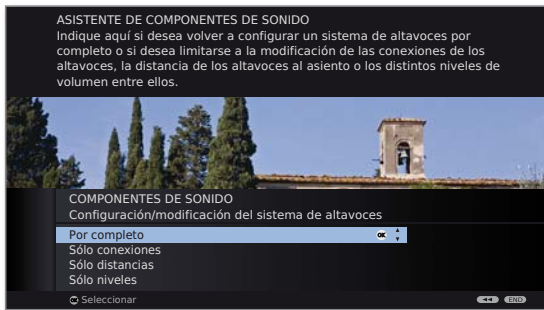 ASISTENTE DE COMPONENTES DE SONIDO
Indique aquí si desea volver a configurar un sistema de altavoces por
completo o si desea limitarse a la modificación de las conexiones de los
altavoces, la distancia de los altavoces al asiento o los distintos niveles de
volumen entre ellos.
COMPONENTES DE SONIDO
Configuración/modificación del sistema de altavoces
Por completo OK
Sólo conexiones
Sólo distancias
Sólo niveles
OK Seleccionar END